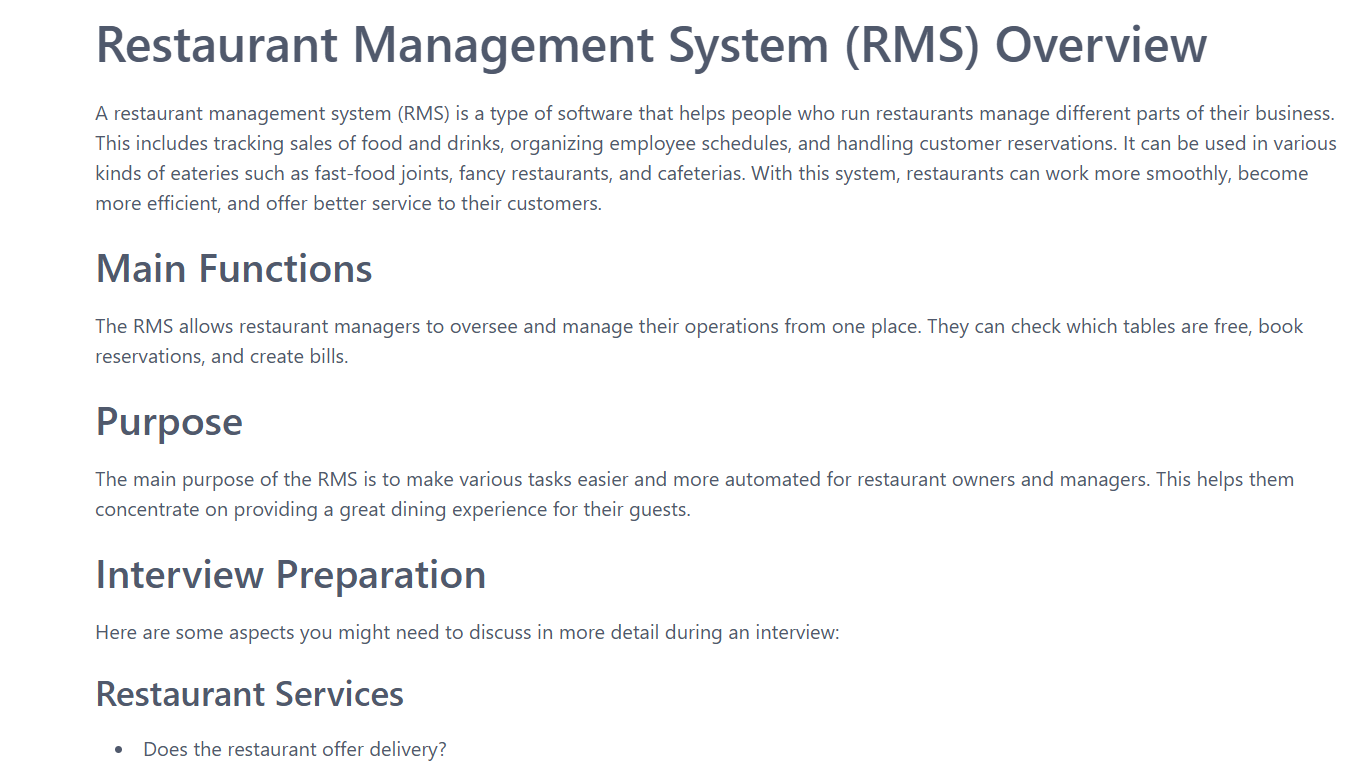 Restaurant Management System (RMS) Overview
A restaurant management system (RMS) is a type of software that helps people who run restaurants manage different parts of their business.
This includes tracking sales of food and drinks, organizing employee schedules, and handling customer reservations. It can be used in various
kinds of eateries such as fast-food joints, fancy restaurants, and cafeterias. With this system, restaurants can work more smoothly, become
more efficient, and offer better service to their customers.
Main Functions
The RMS allows restaurant managers to oversee and manage their operations from one place. They can check which tables are free, book
reservations, and create bills.
Purpose
The main purpose of the RMS is to make various tasks easier and more automated for restaurant owners and managers. This helps them
concentrate on providing a great dining experience for their guests.
Interview Preparation
Here are some aspects you might need to discuss in more detail during an interview:
Restaurant Services
• Does the restaurant offer delivery?